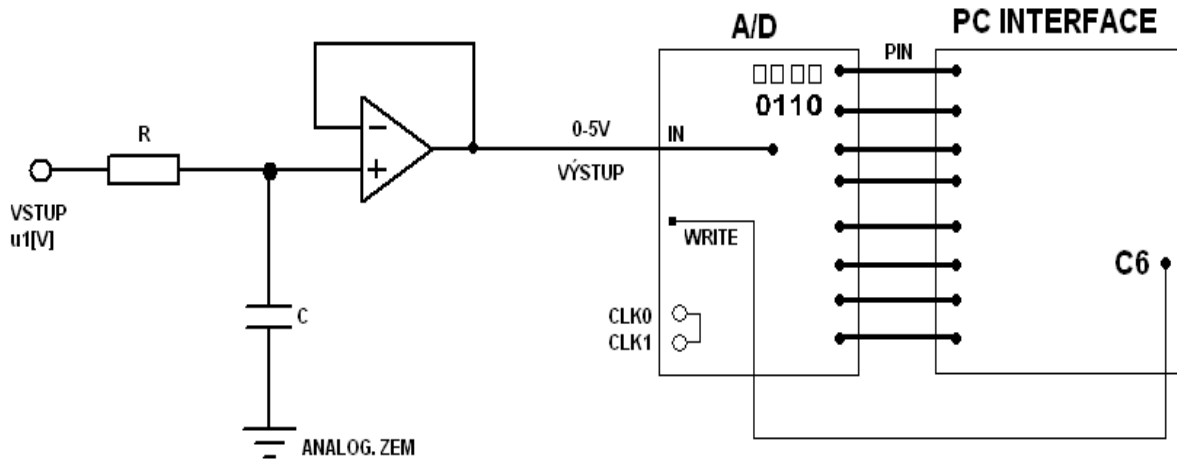 A/D
PC INTERFACE
PIN
0110
R
0-5V
IN
VÝSTUP
VSTUP
u1[V]
WRITE
C6
C
CLK0
CLK1
ANALOG. ZEM